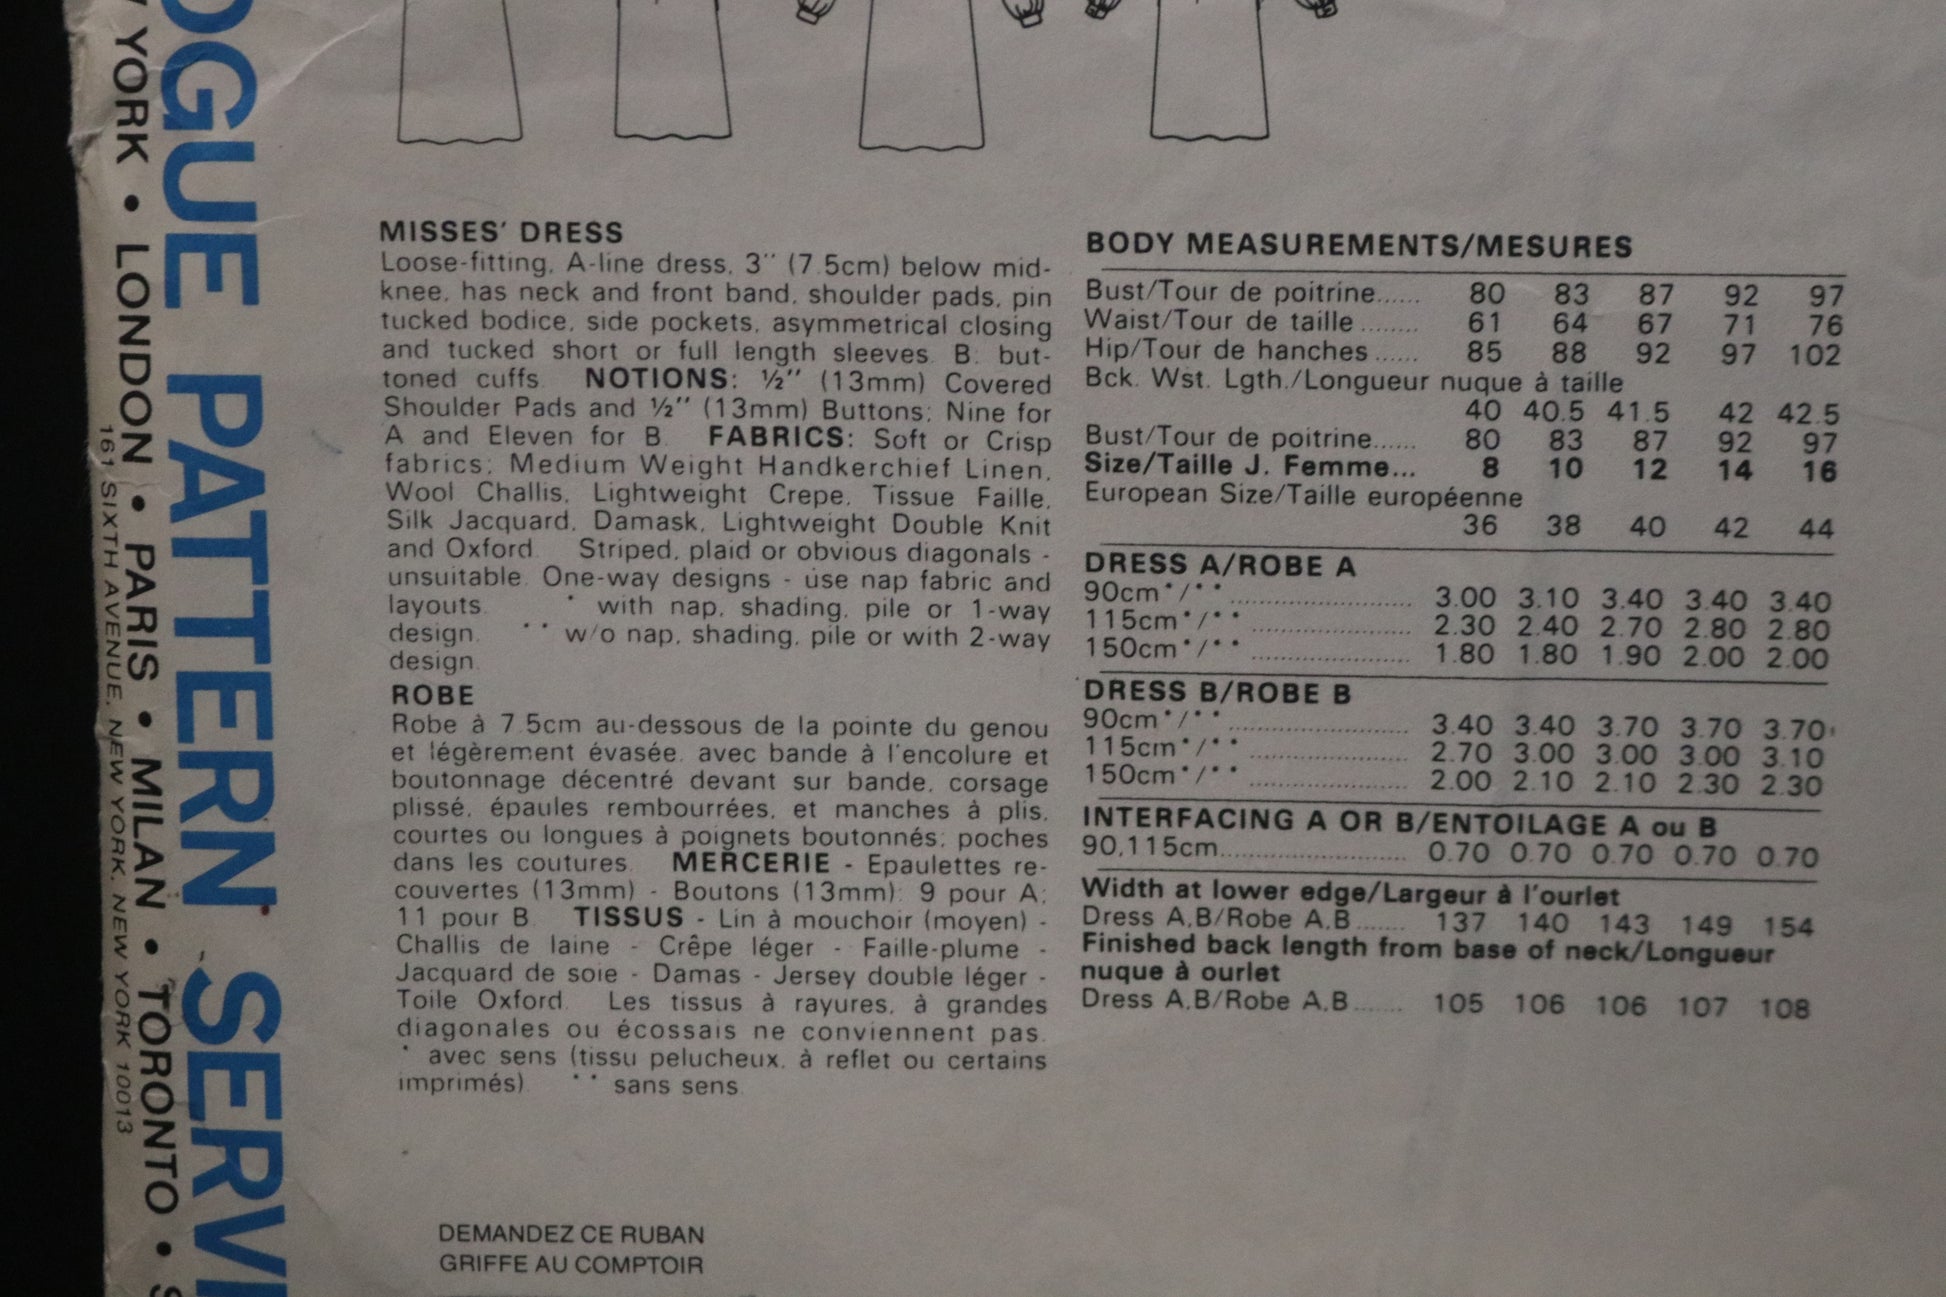 OGUE PATTERN SERVI
YORK • LONDON • PARIS • MILAN • TORONTO •
161 SIXTH AVENUE, NEW YORK, NEW YORK 10013
MISSES' DRESS
Loose-fitting, A-line dress, 3" (7.5cm) below mid-
knee, has neck and front band, shoulder pads, pin
tucked bodice, side pockets, asymmetrical closing
and tucked short or full length sleeves. B: but-
toned cuffs. NOTIONS: ½" (13mm) Covered
Shoulder Pads and ½" (13mm) Buttons: Nine for
A and Eleven for B. FABRICS: Soft or Crisp
fabrics; Medium Weight Handkerchief Linen,
Wool Challis, Lightweight Crepe, Tissue Faille,
Silk Jacquard, Damask, Lightweight Double Knit
and Oxford. Striped, plaid or obvious diagonals -
unsuitable. One-way designs - use nap fabric and
layouts. * with nap, shading, pile or 1-way
design. ** w/o nap, shading, pile or with 2-way
design.
ROBE
Robe à 7.5cm au-dessous de la pointe du genou
et légèrement évasée, avec bande à l'encolure et
boutonnage décentré devant sur bande, corsage
plissé, épaules rembourrées, et manches à plis,
courtes ou longues à poignets boutonnés; poches
dans les coutures. MERCERIE - Epaulettes re-
couvertes (13mm) - Boutons (13mm): 9 pour A;
11 pour B. TISSUS - Lin à mouchoir (moyen) -
Challis de laine - Crêpe léger - Faille-plume -
Jacquard de soie - Damas - Jersey double léger -
Toile Oxford. Les tissus à rayures, à grandes
diagonales ou écossais ne conviennent pas.
* avec sens (tissu pelucheux, à reflet ou certains
imprimés). ** sans sens.
DEMANDEZ CE RUBAN
GRIFFE AU COMPTOIR
BODY MEASUREMENTS/MESURES
Bust/Tour de poitrine...... 80 83 87 92 97
Waist/Tour de taille........ 61 64 67 71 76
Hip/Tour de hanches...... 85 88 92 97 102
Bck. Wst. Lgth./Longueur nuque à taille
40 40.5 41.5 42 42.5
Bust/Tour de poitrine...... 80 83 87 92 97
Size/Taille J. Femme... 8 10 12 14 16
European Size/Taille européenne
36 38 40 42 44
DRESS A/ROBE A
90cm*/**.......................... 3.00 3.10 3.40 3.40 3.40
115cm*/** ....................... 2.30 2.40 2.70 2.80 2.80
150cm*/** ....................... 1.80 1.80 1.90 2.00 2.00
DRESS B/ROBE B
90cm*/**.......................... 3.40 3.40 3.70 3.70 3.70
115cm*/** ....................... 2.70 3.00 3.00 3.00 3.10
150cm*/** ....................... 2.00 2.10 2.10 2.30 2.30
INTERFACING A OR B/ENTOILAGE A ou B
90,115cm.......................... 0.70 0.70 0.70 0.70 0.70
Width at lower edge/Largeur à l'ourlet
Dress A,B/Robe A,B....... 137 140 143 149 154
Finished back length from base of neck/Longueur
nuque à ourlet
Dress A,B/Robe A,B....... 105 106 106 107 108